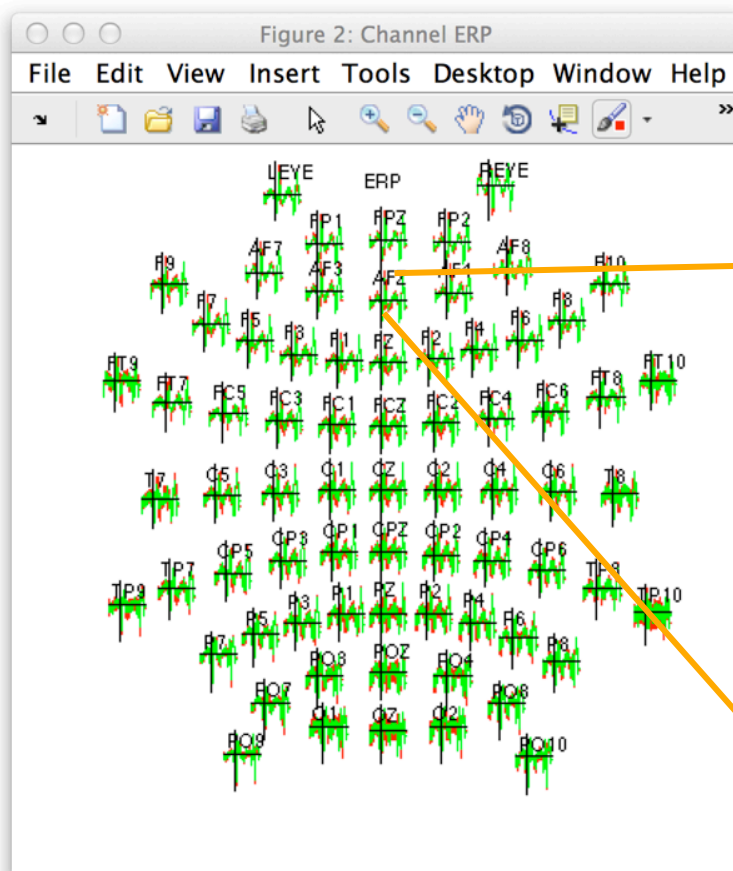 Figure 2: Channel ERP
File Edit View Insert Tools Desktop Window Help
LEYE ERP REYE
FP1 FPZ FP2
AF7 AF8
F9 AF3 AFZ AF4 F10
F7 F8
F5 F6
F3 F1 FZ F2 F4
FT9 FT10
FT7 FT8
FC5 FC3 FC1 FCZ FC2 FC4 FC6
T7 C5 C3 C1 CZ C2 C4 C6 T8
CP5 CP3 CP1 CPZ CP2 CP4 CP6
TP9 TP7 TP8 TP10
P5 P3 P1 PZ P2 P4 P6
P7 P8
PO3 POZ PO4
PO7 PO8
O1 OZ O2
PO9 PO10